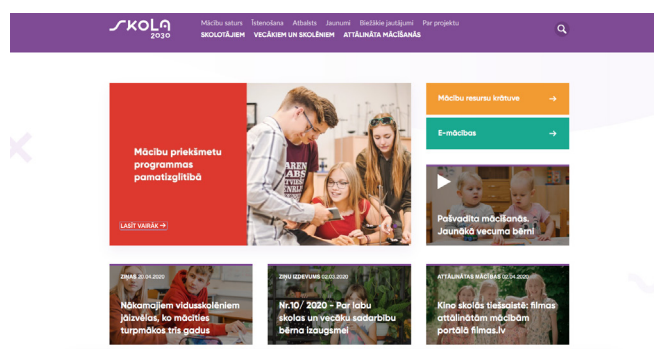 SKOLA
2030
Mācību saturs Īstenošana Atbalsts Jaunumi Biežākie jautājumi Par projektu
SKOLOTĀJIEM VECĀKIEM UN SKOLĒNIEM ATTĀLINĀTA MĀCĪŠANĀS
Mācību priekšmetu
programmas
pamatizglītībā
LASĪT VAIRĀK →
Mācību resursu krātuve →
E-mācības →
Pašvadīta mācīšanās.
Jaunākā vecuma bērni
ZIŅAS 20.04.2020
Nākamajiem vidusskolēniem
jāizvēlas, ko mācīties
turpmākos trīs gadus
ZIŅU IZDEVUMS 02.03.2020
Nr.10/ 2020 - Par labu
skolas un vecāku sadarbību
bērna izaugsmei
ATTĀLINĀTAS MĀCĪBAS 02.04.2020
Kino skolās tiešsaistē: filmas
attālinātām mācībām
portālā filmas.lv